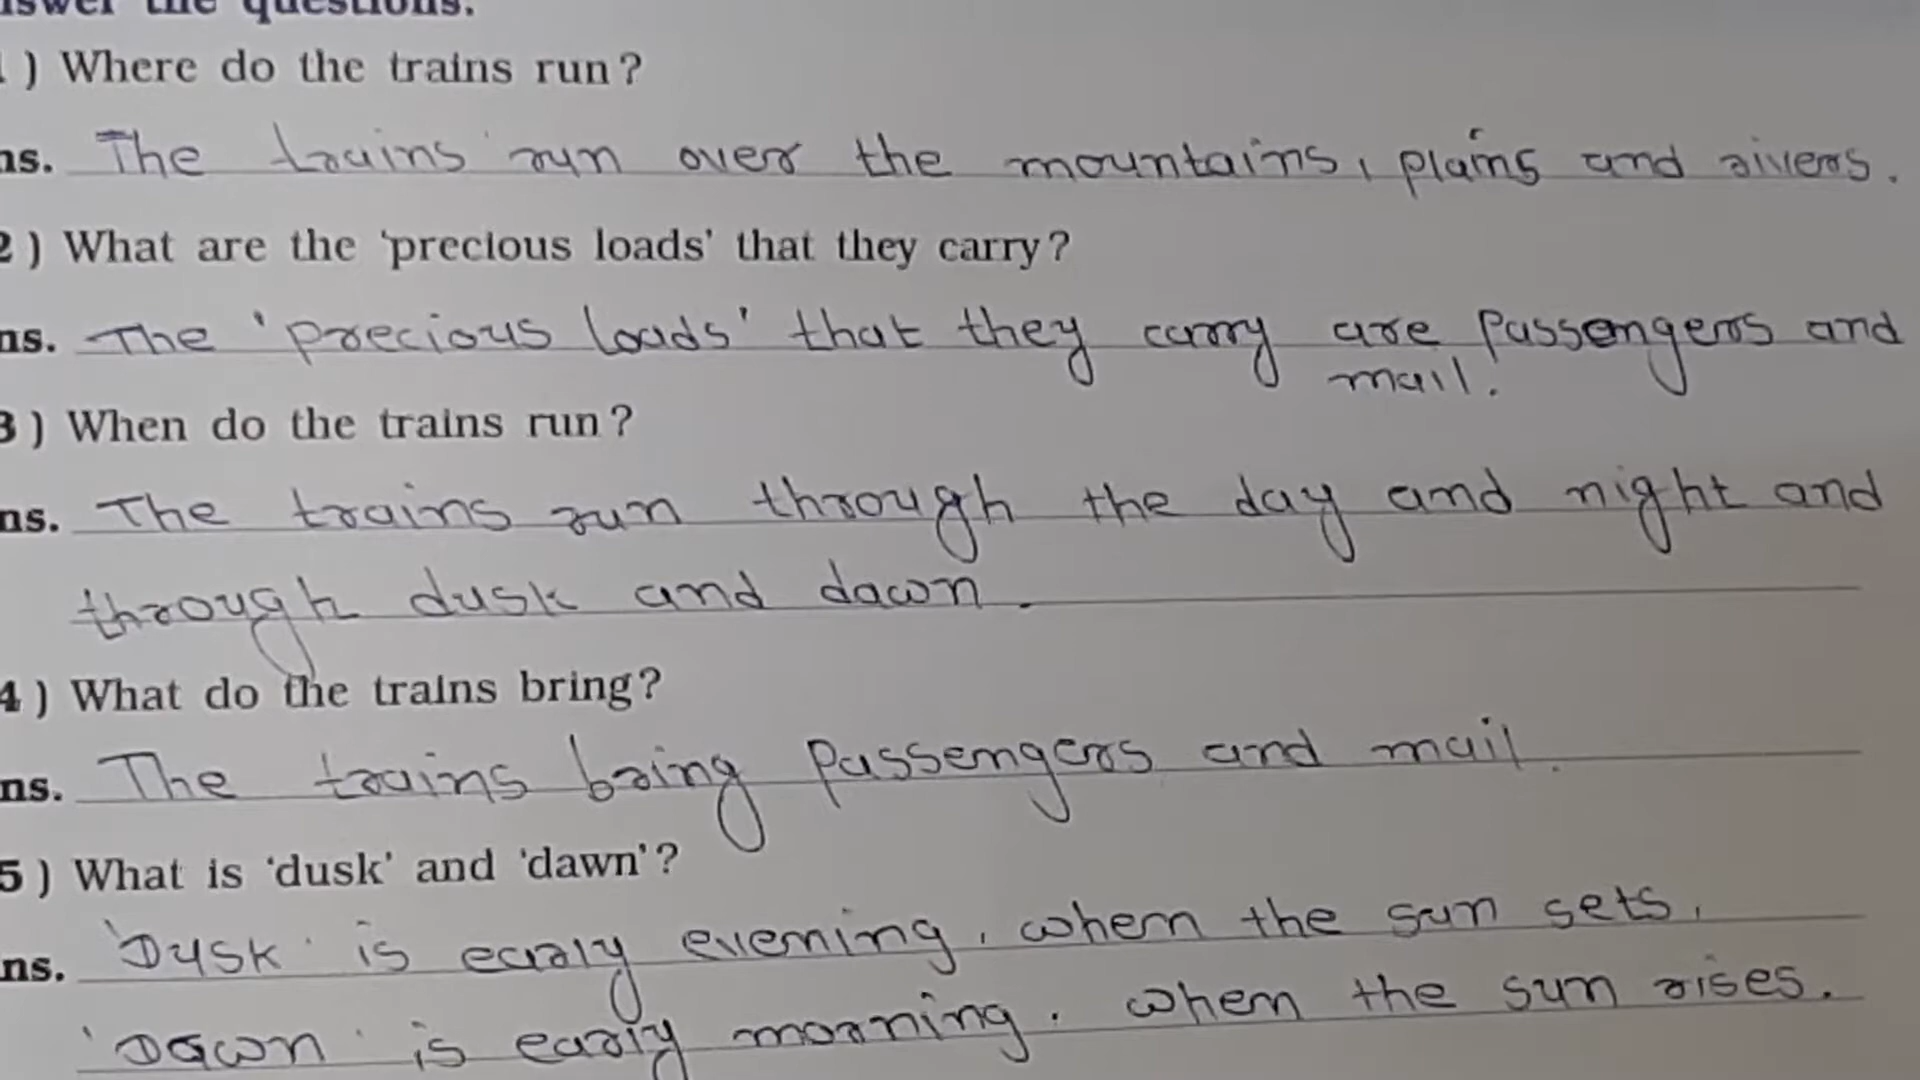 nswer the questions.
1 ) Where do the trains run?
ns. The trains run over the mountains, plains and rivers.
2 ) What are the 'precious loads' that they carry?
ns. The 'precious loads' that they carry are passengers and
mail.
3 ) When do the trains run?
ns. The trains run through the day and night and
through dusk and dawn.
4 ) What do the trains bring?
ns. The trains bring passengers and mail.
5 ) What is 'dusk' and 'dawn'?
ns. 'Dusk' is early evening, when the sun sets.
'Dawn' is early morning. when the sun rises.